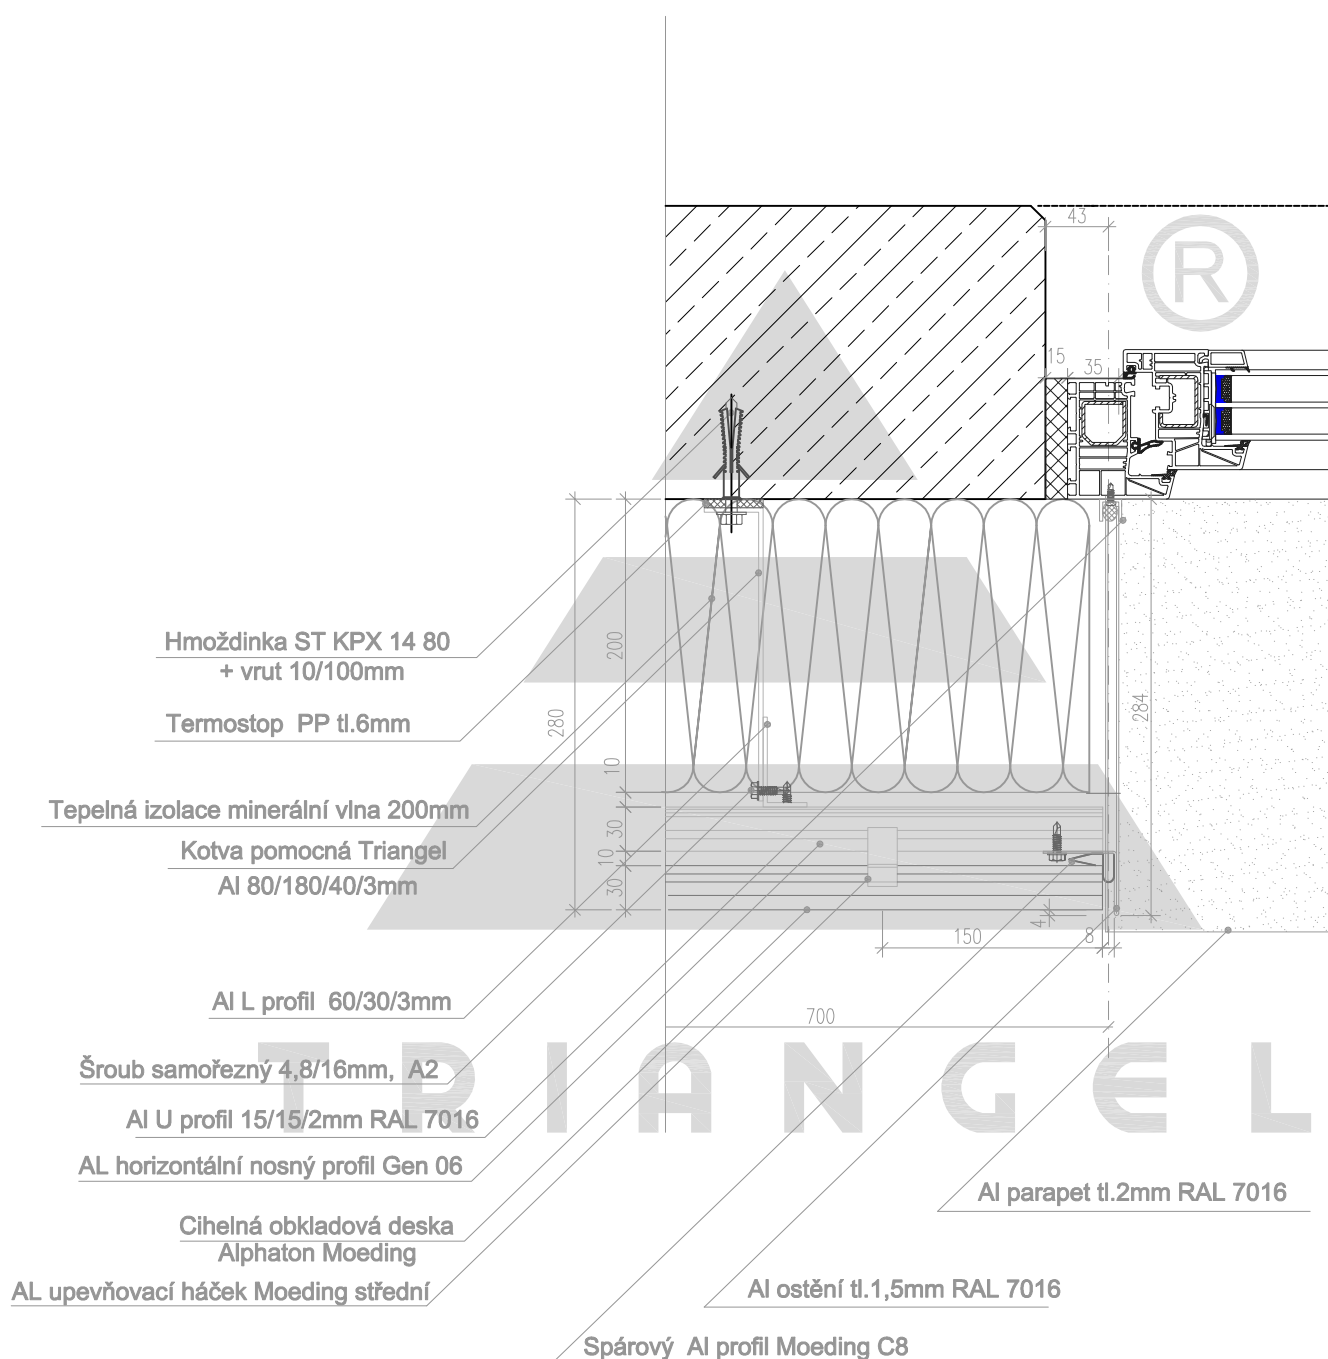 43
®
15
35
Hmoždinka ST KPX 14 80
+ vrut 10/100mm
200
Termostop PP tl.6mm
280
284
10
Tepelná izolace minerální vlna 200mm
30
Kotva pomocná Triangel
10
Al 80/180/40/3mm
30
4
150
8
Al L profil 60/30/3mm
700
TRIANGEL
Šroub samořezný 4,8/16mm, A2
Al U profil 15/15/2mm RAL 7016
AL horizontální nosný profil Gen 06
Al parapet tl.2mm RAL 7016
Cihelná obkladová deska
Alphaton Moeding
AL upevňovací háček Moeding střední
Al ostění tl.1,5mm RAL 7016
Spárový Al profil Moeding C8